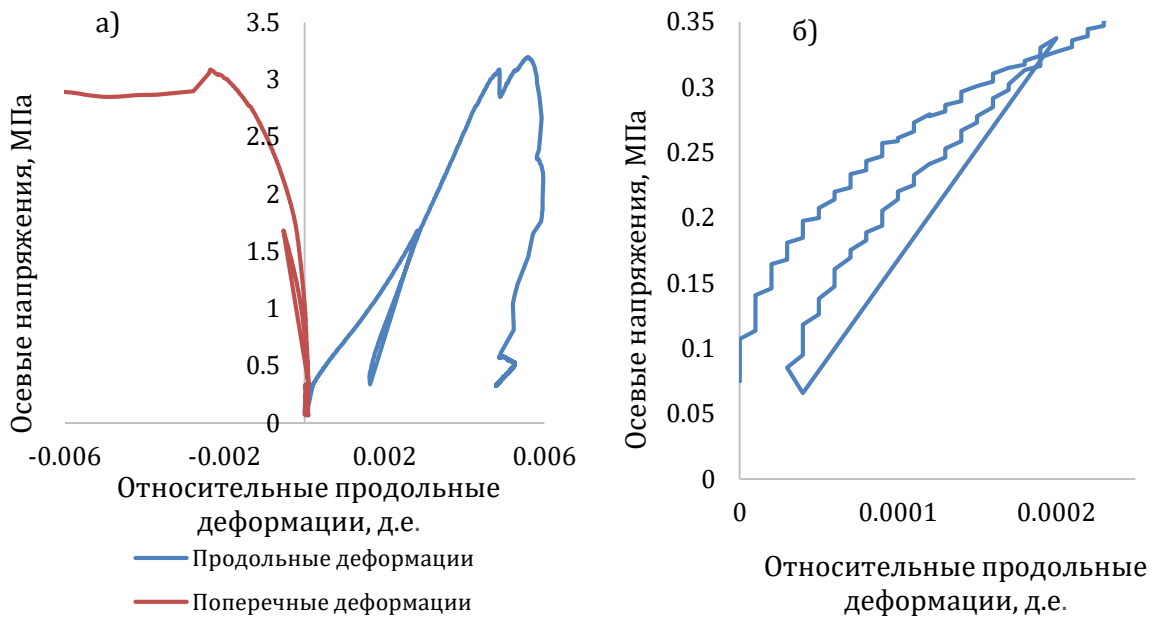 а)
Осевые напряжения, МПа
3.5
3
2.5
2
1.5
1
0.5
0
-0.006
-0.002
0.002
0.006
Относительные продольные
деформации, д.е.
Продольные деформации
Поперечные деформации
б)
Осевые напряжения, МПа
0.35
0.3
0.25
0.2
0.15
0.1
0.05
0
0
0.0001
0.0002
Относительные продольные
деформации, д.е.